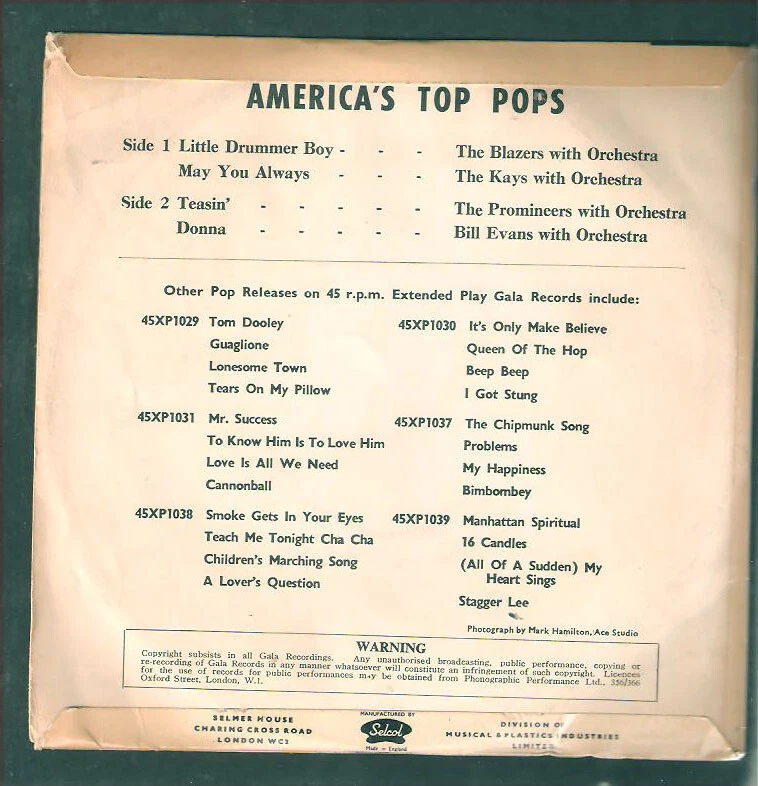 AMERICA'S TOP POPS
Side 1 Little Drummer Boy - - - The Blazers with Orchestra
May You Always - - - The Kays with Orchestra
Side 2 Teasin' - - - - - The Promineers with Orchestra
Donna - - - - - Bill Evans with Orchestra
Other Pop Releases on 45 r.p.m. Extended Play Gala Records include:
45XP1029 Tom Dooley
Guaglione
Lonesome Town
Tears On My Pillow
45XP1030 It's Only Make Believe
Queen Of The Hop
Beep Beep
I Got Stung
45XP1031 Mr. Success
To Know Him Is To Love Him
Love Is All We Need
Cannonball
45XP1037 The Chipmunk Song
Problems
My Happiness
Bimbombey
45XP1038 Smoke Gets In Your Eyes
Teach Me Tonight Cha Cha
Children's Marching Song
A Lover's Question
45XP1039 Manhattan Spiritual
16 Candles
(All Of A Sudden) My
Heart Sings
Stagger Lee
Photograph by Mark Hamilton, Ace Studio
WARNING
Copyright subsists in all Gala Recordings. Any unauthorised broadcasting, public performance, copying or
re-recording of Gala Records in any manner whatsoever will constitute an infringement of such copyright. Licences
for the use of records for public performances may be obtained from Phonographic Performance Ltd., 356/366
Oxford Street, London, W.1.
SELMER HOUSE
CHARING CROSS ROAD
LONDON WC2
MANUFACTURED BY
Selcol
Made in England
DIVISION OF
MUSICAL & PLASTICS INDUSTRIES
LIMITED